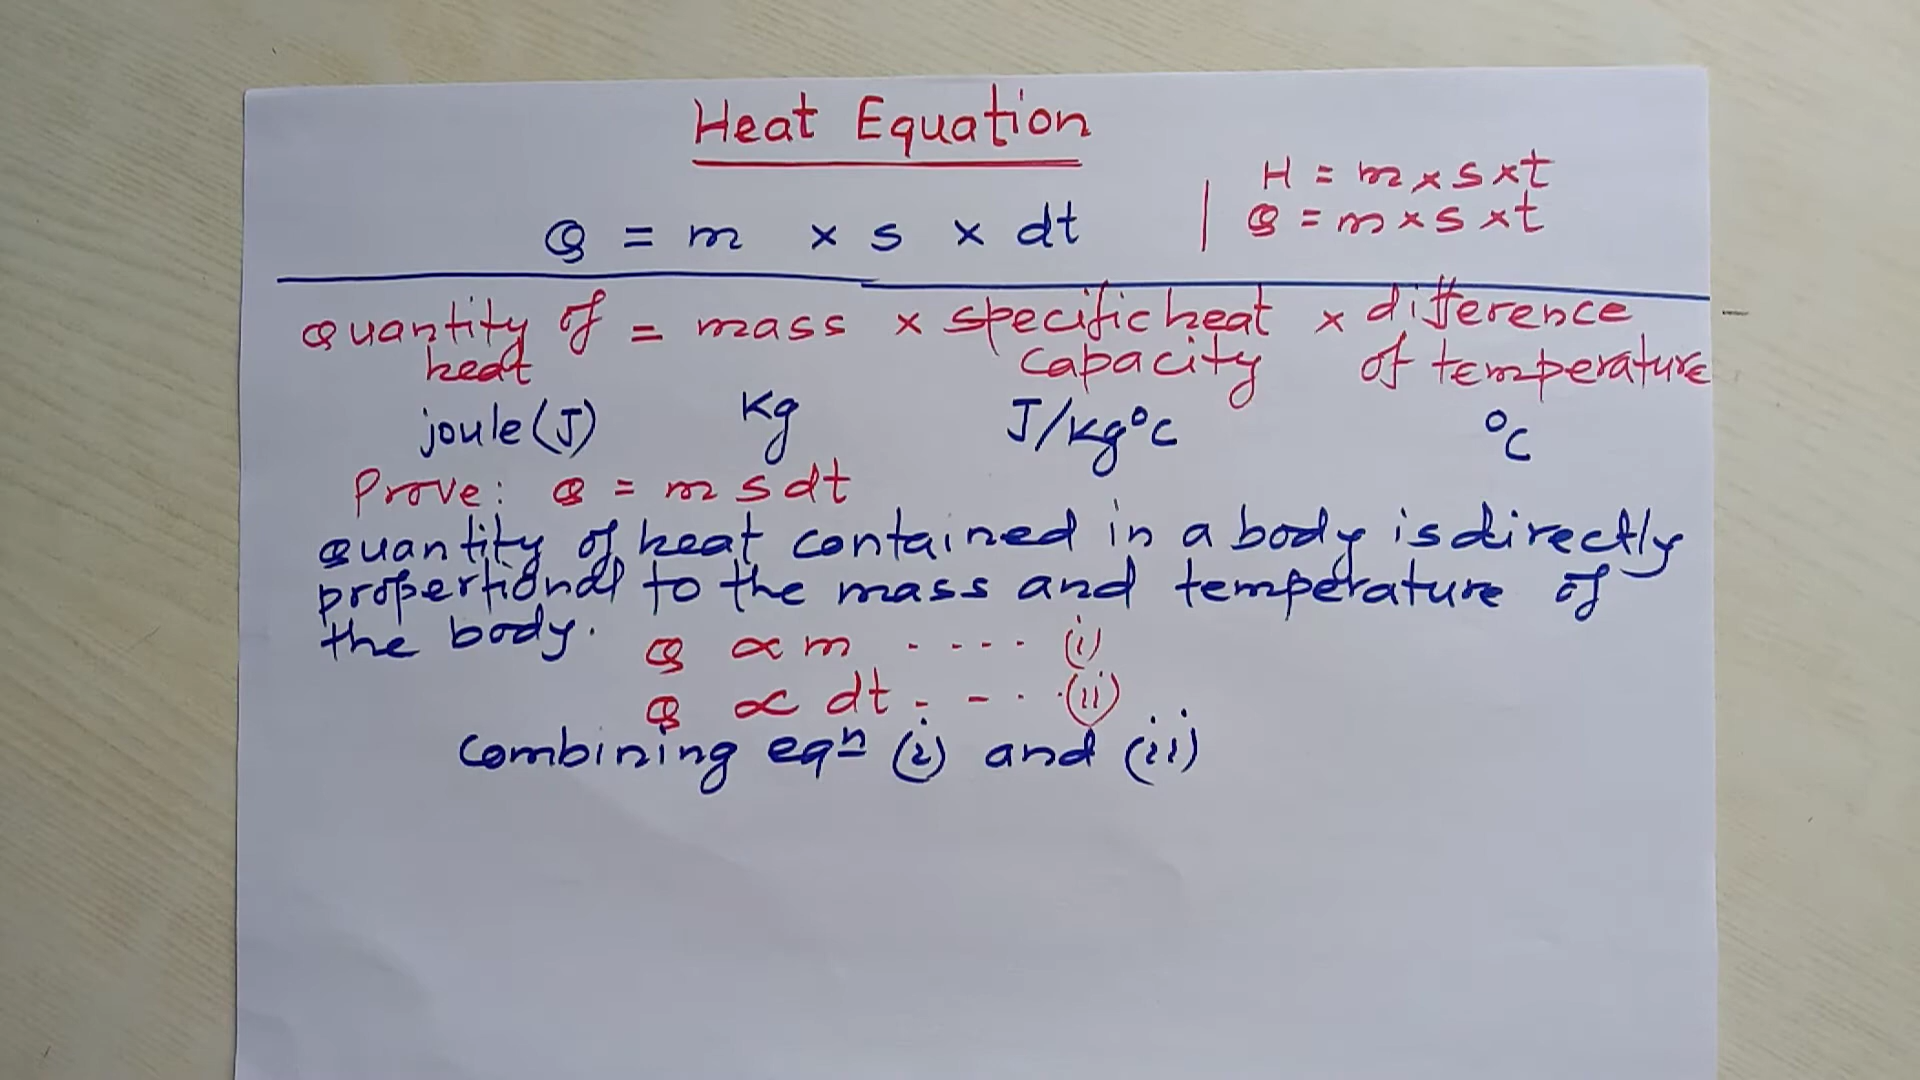 Heat Equation
Q = m × s × dt
| H = m × s × t
Q = m × s × t
quantity of = mass × specific heat × difference
heat capacity of temperature
joule (J) Kg J/kg°C °C
Prove: Q = m s dt
quantity of heat contained in a body is directly
propertional to the mass and temperature of
the body.
Q ∝ m .... (i)
Q ∝ dt .... (ii)
Combining eqn (i) and (ii)